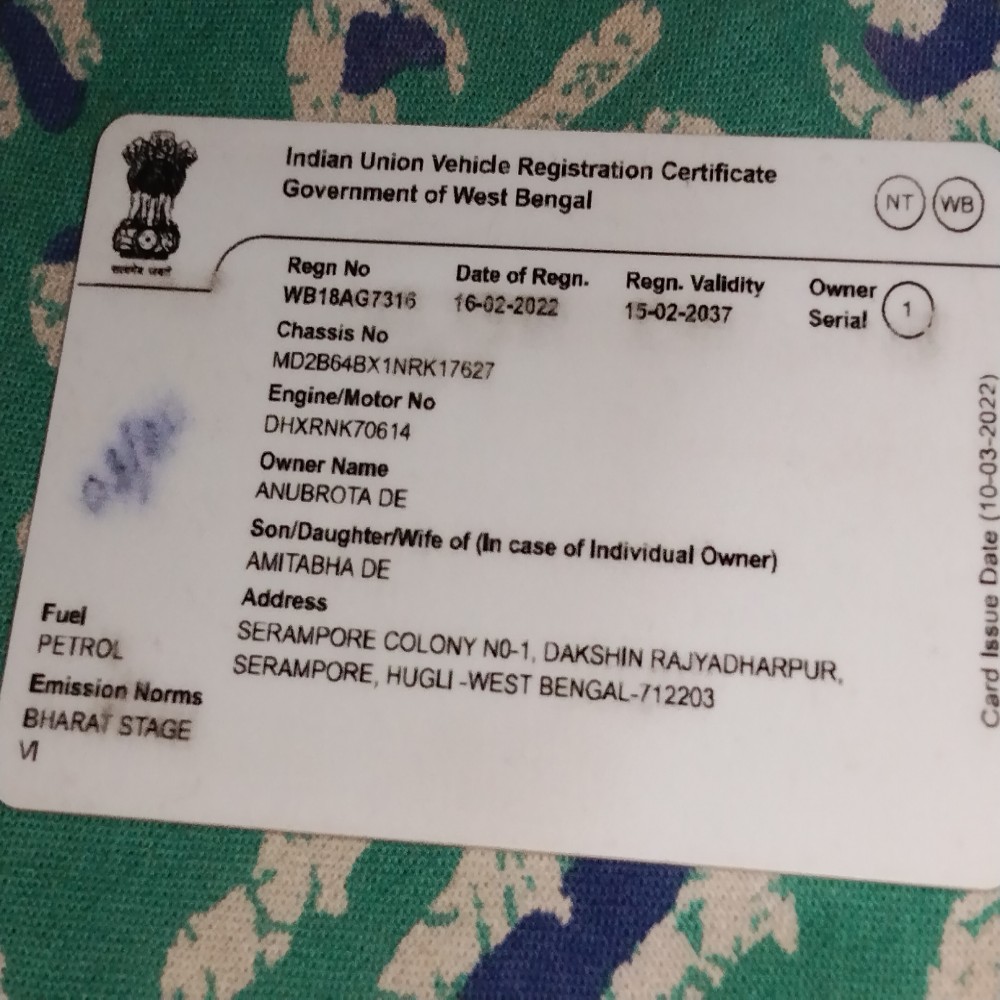 Indian Union Vehicle Registration Certificate
Government of West Bengal
NT WB
सत्यमेव जयते
Regn No Date of Regn. Regn. Validity Owner Serial 1
WB18AG7316 16-02-2022 15-02-2037
Chassis No
MD2B64BX1NRK17627
Engine/Motor No
DHXRNK70614
Owner Name
ANUBROTA DE
Son/Daughter/Wife of (In case of Individual Owner)
AMITABHA DE
Address
SERAMPORE COLONY N0-1, DAKSHIN RAJYADHARPUR,
SERAMPORE, HUGLI -WEST BENGAL-712203
Fuel
PETROL
Emission Norms
BHARAT STAGE
VI
Card Issue Date (10-03-2022)